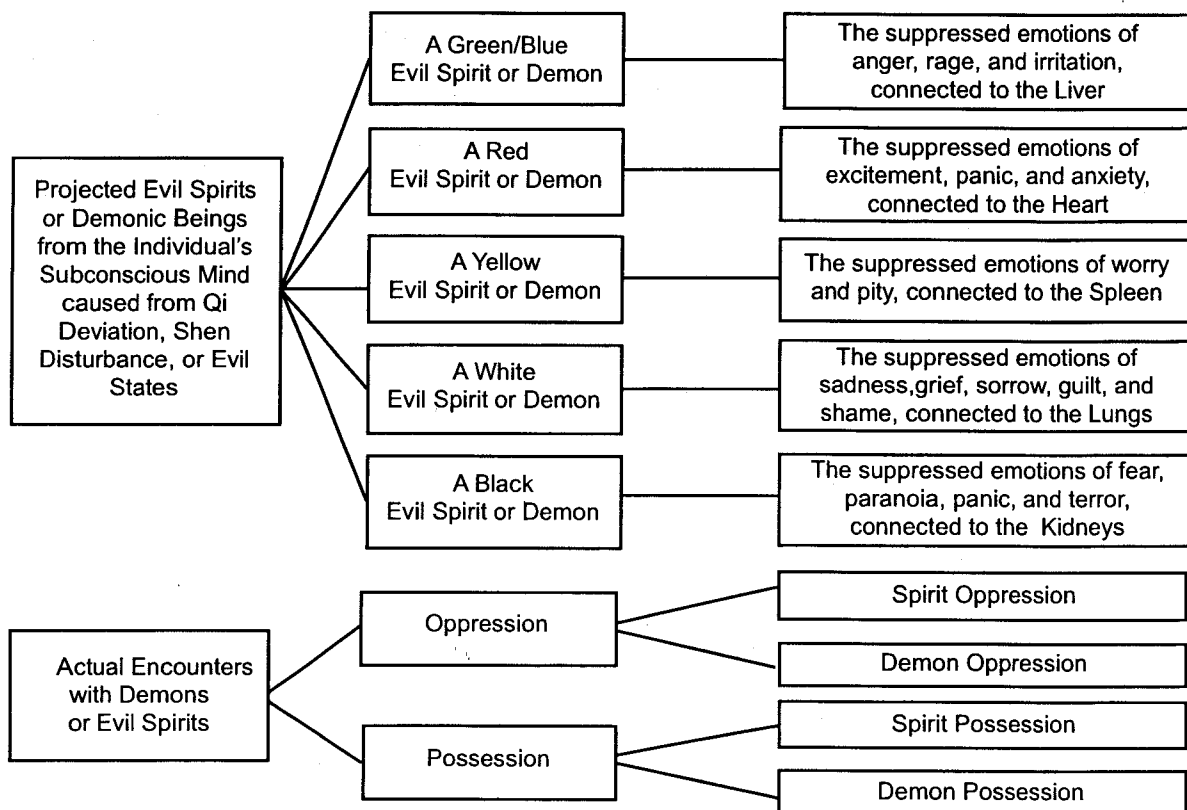 Projected Evil Spirits
or Demonic Beings
from the Individual's
Subconscious Mind
caused from Qi
Deviation, Shen
Disturbance, or Evil
States
A Green/Blue
Evil Spirit or Demon
The suppressed emotions of
anger, rage, and irritation,
connected to the Liver
A Red
Evil Spirit or Demon
The suppressed emotions of
excitement, panic, and anxiety,
connected to the Heart
A Yellow
Evil Spirit or Demon
The suppressed emotions of worry
and pity, connected to the Spleen
A White
Evil Spirit or Demon
The suppressed emotions of
sadness,grief, sorrow, guilt, and
shame, connected to the Lungs
A Black
Evil Spirit or Demon
The suppressed emotions of fear,
paranoia, panic, and terror,
connected to the Kidneys
Actual Encounters
with Demons
or Evil Spirits
Oppression
Spirit Oppression
Demon Oppression
Possession
Spirit Possession
Demon Possession